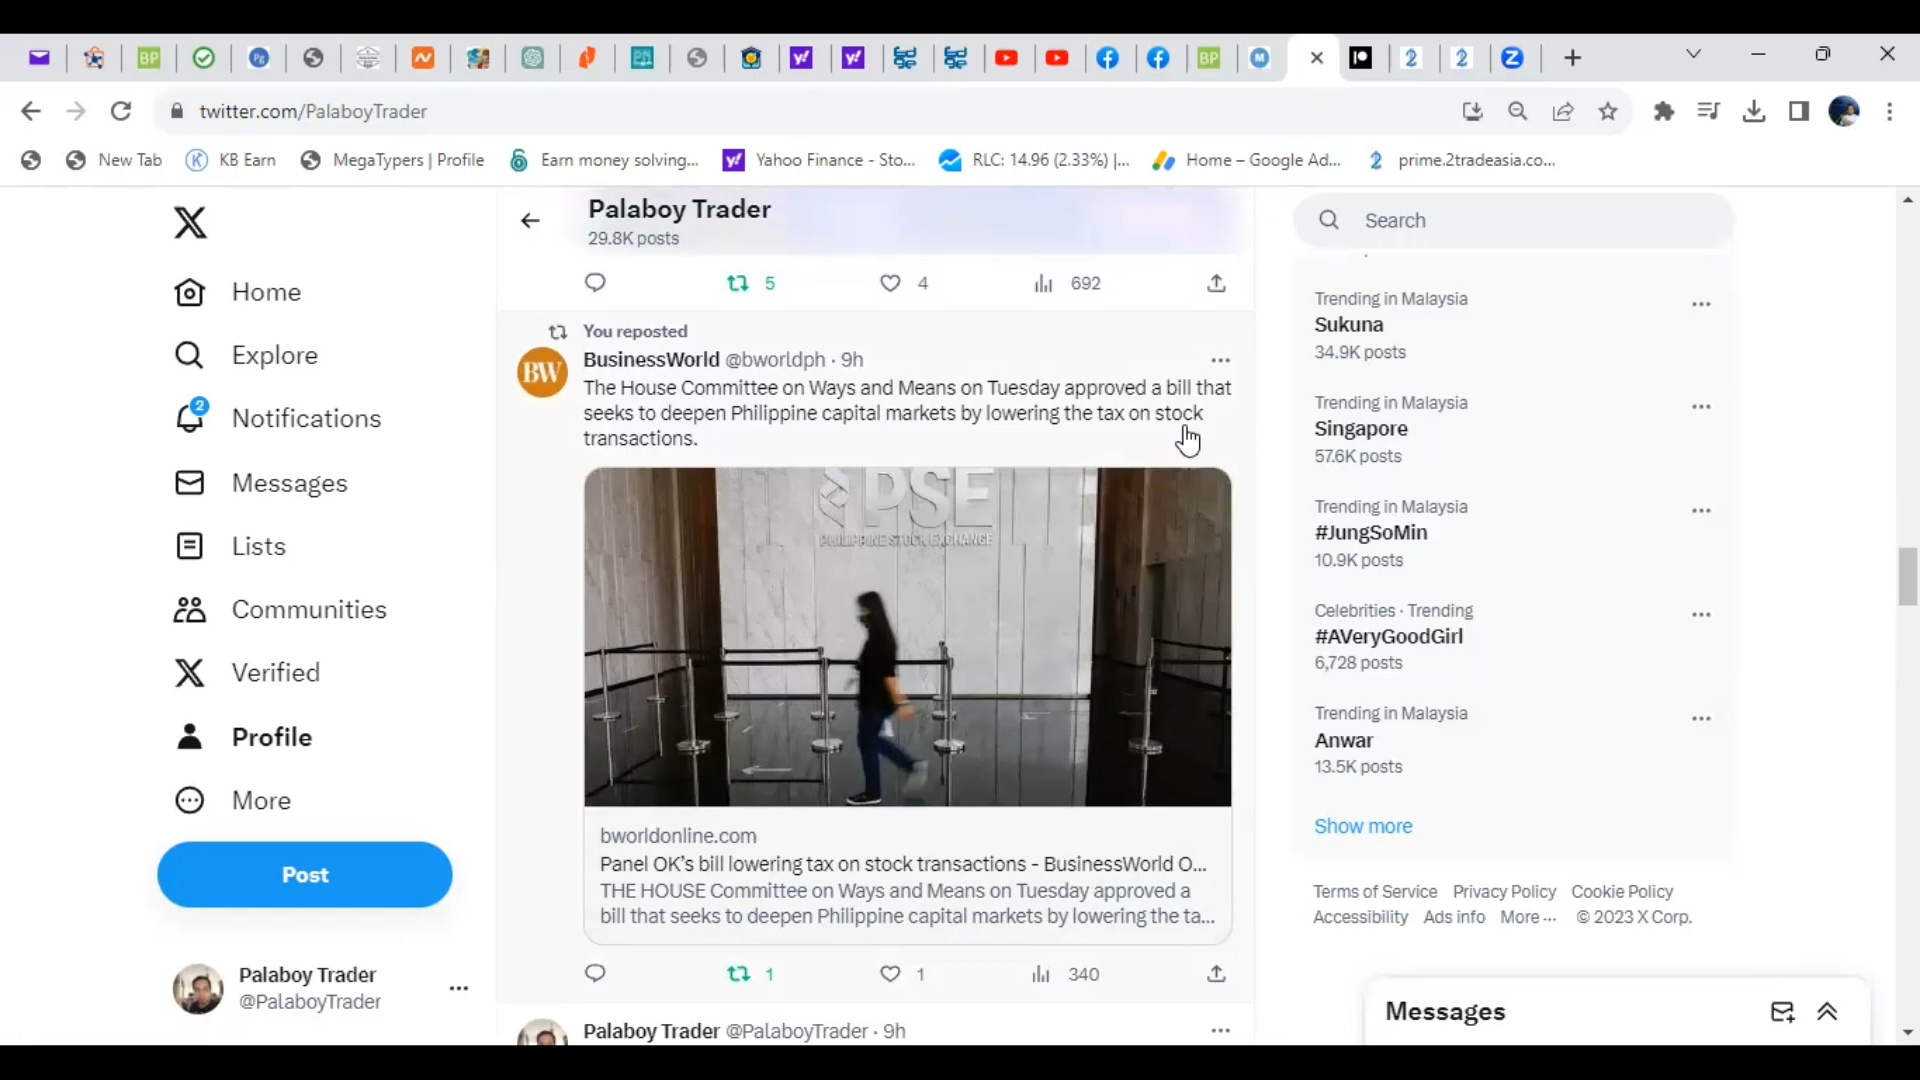 twitter.com/PalaboyTrader
New Tab
KB Earn
MegaTypers | Profile
Earn money solving...
Yahoo Finance - Sto...
RLC: 14.96 (2.33%) |...
Home – Google Ad...
prime.2tradeasia.co...
Home
Explore
2
Notifications
Messages
Lists
Communities
Verified
Profile
More
Post
Palaboy Trader
@PalaboyTrader
Palaboy Trader
29.8K posts
5
4
692
You reposted
BusinessWorld @bworldph · 9h
The House Committee on Ways and Means on Tuesday approved a bill that
seeks to deepen Philippine capital markets by lowering the tax on stock
transactions.
PSE
PHILIPPINE STOCK EXCHANGE
BW
bworldonline.com
Panel OK's bill lowering tax on stock transactions - BusinessWorld O...
THE HOUSE Committee on Ways and Means on Tuesday approved a
bill that seeks to deepen Philippine capital markets by lowering the ta...
1
1
340
Palaboy Trader @PalaboyTrader · 9h
Search
Trending in Malaysia
Sukuna
34.9K posts
Trending in Malaysia
Singapore
57.6K posts
Trending in Malaysia
#JungSoMin
10.9K posts
Celebrities · Trending
#AVeryGoodGirl
6,728 posts
Trending in Malaysia
Anwar
13.5K posts
Show more
Terms of Service Privacy Policy Cookie Policy
Accessibility Ads info More ··· © 2023 X Corp.
Messages